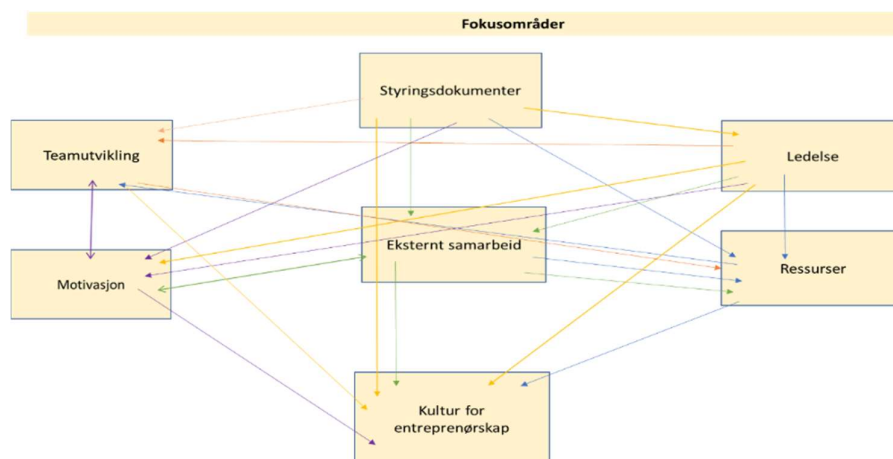 Fokusområder
Styringsdokumenter
Teamutvikling
Ledelse
Eksternt samarbeid
Motivasjon
Ressurser
Kultur for
entreprenørskap